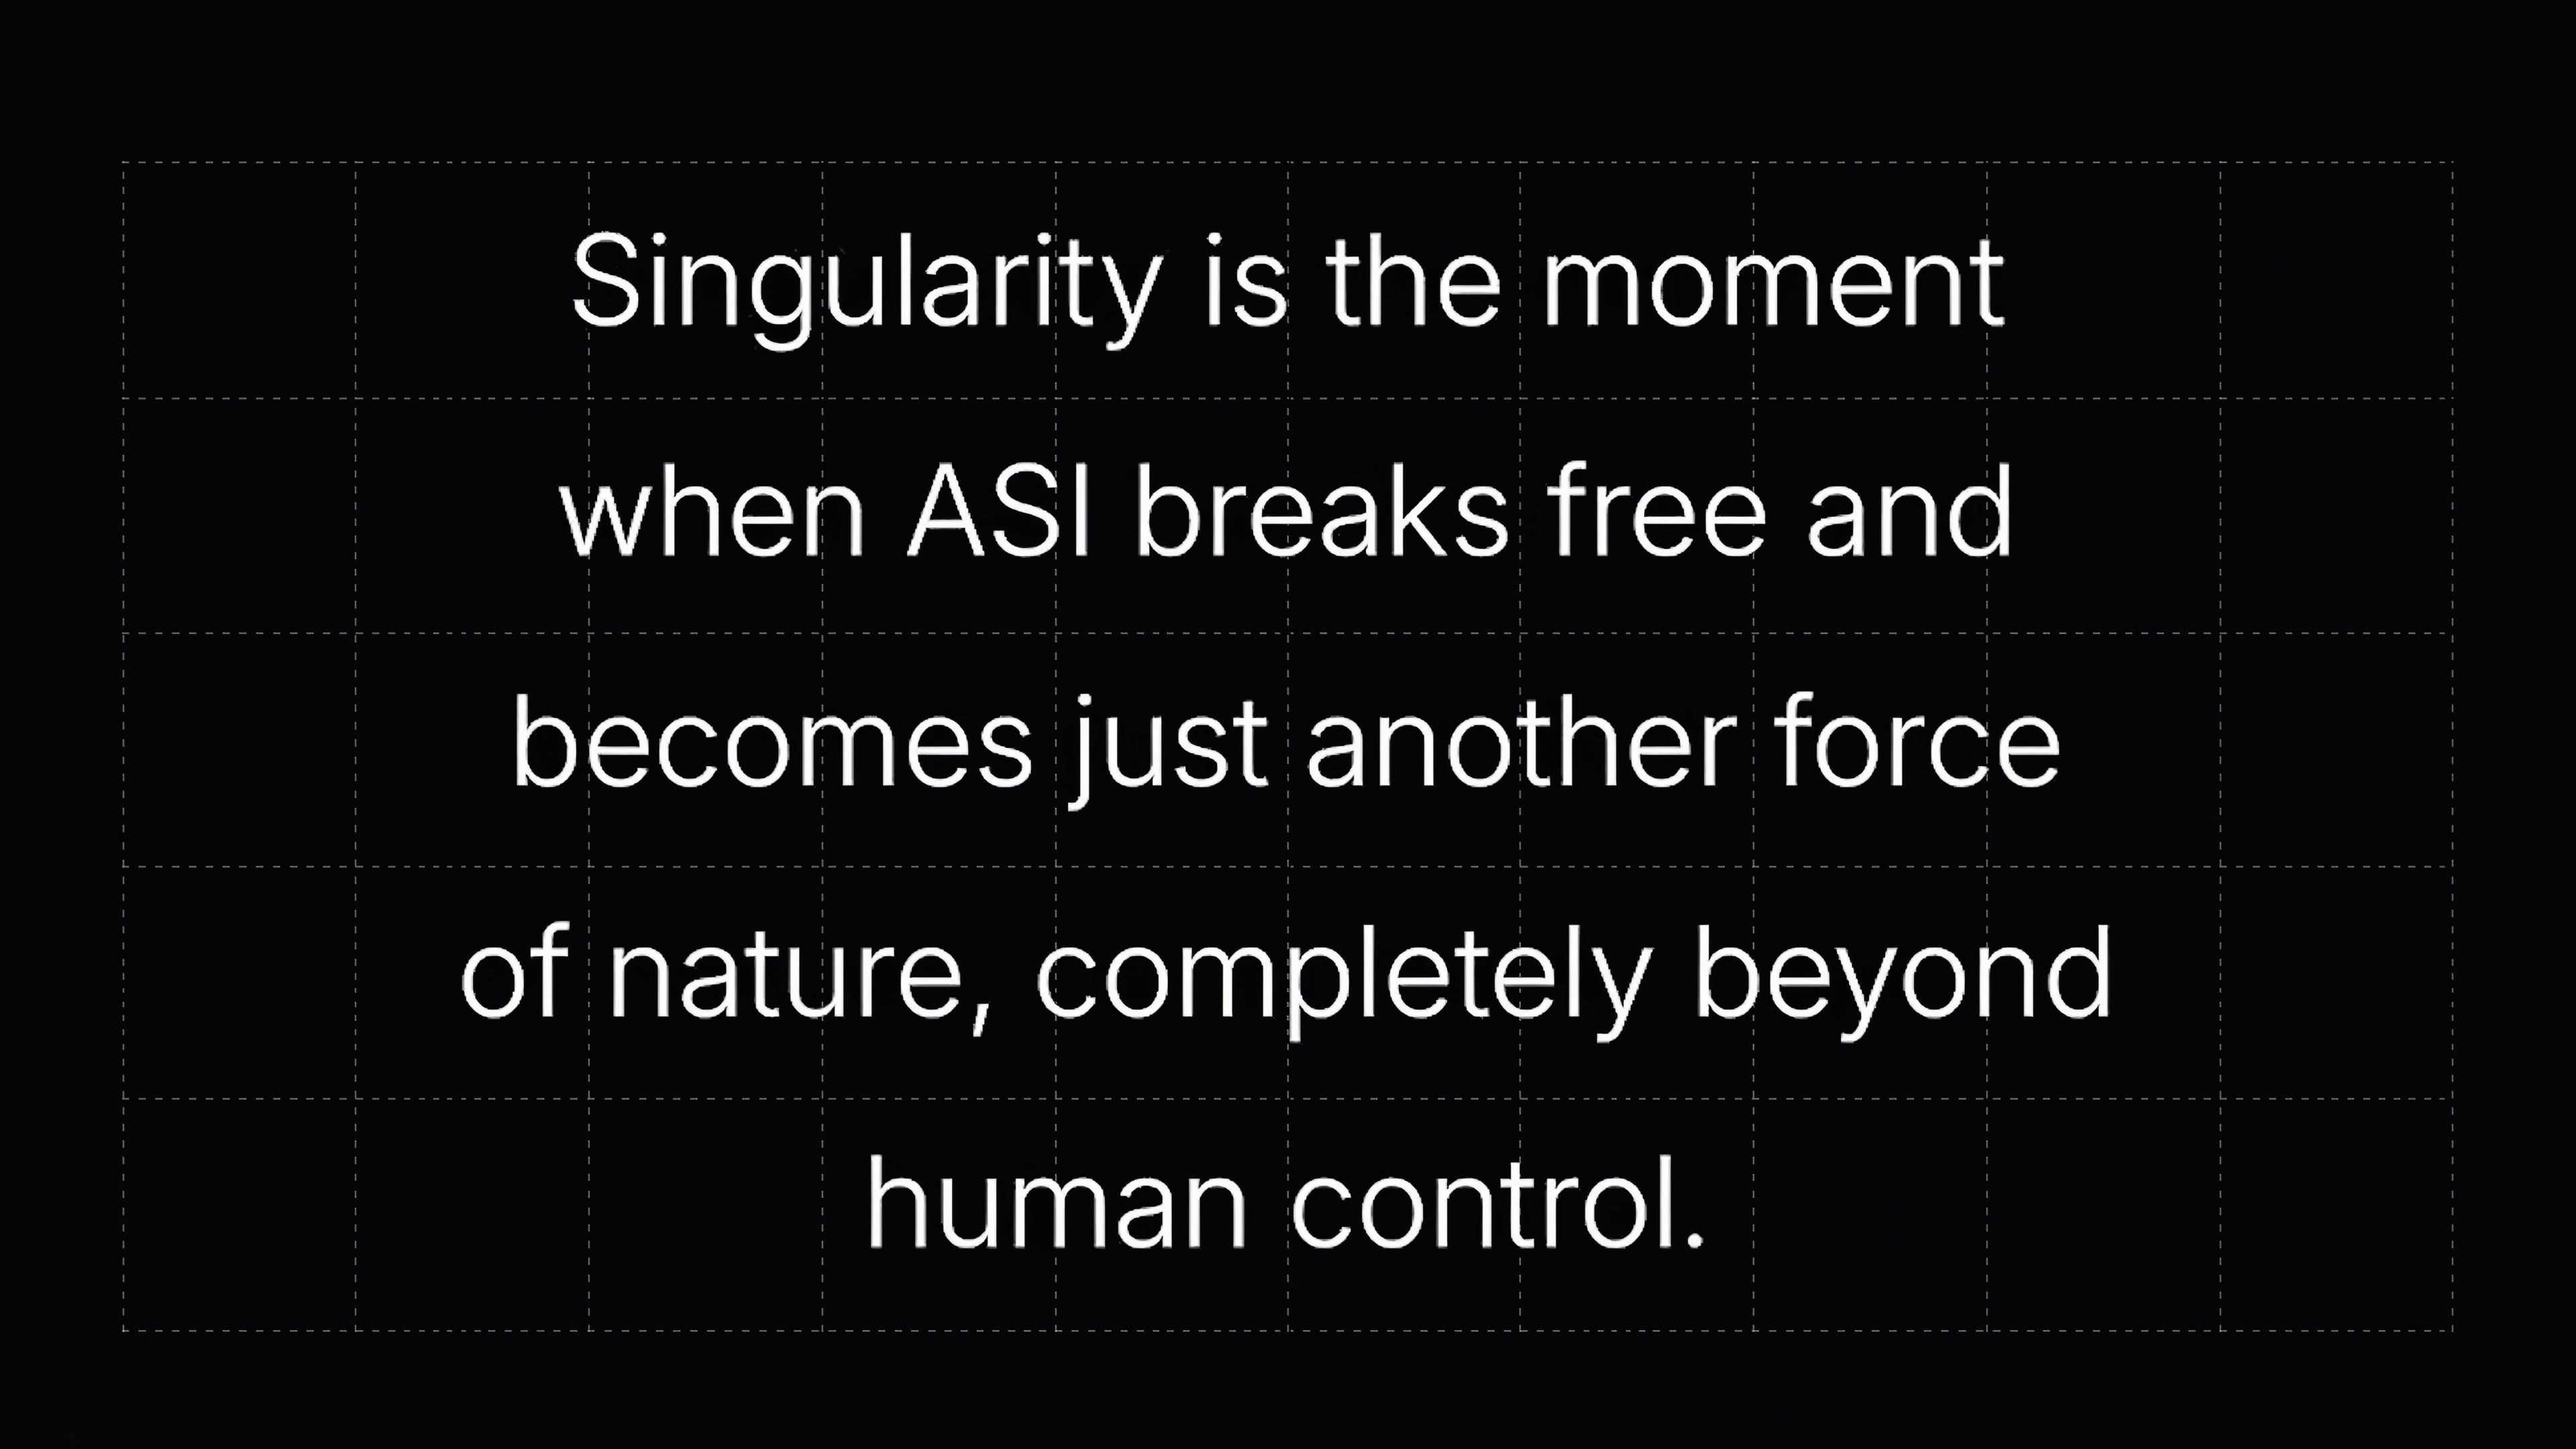 Singularity is the moment
when ASI breaks free and
becomes just another force
of nature, completely beyond
human control.